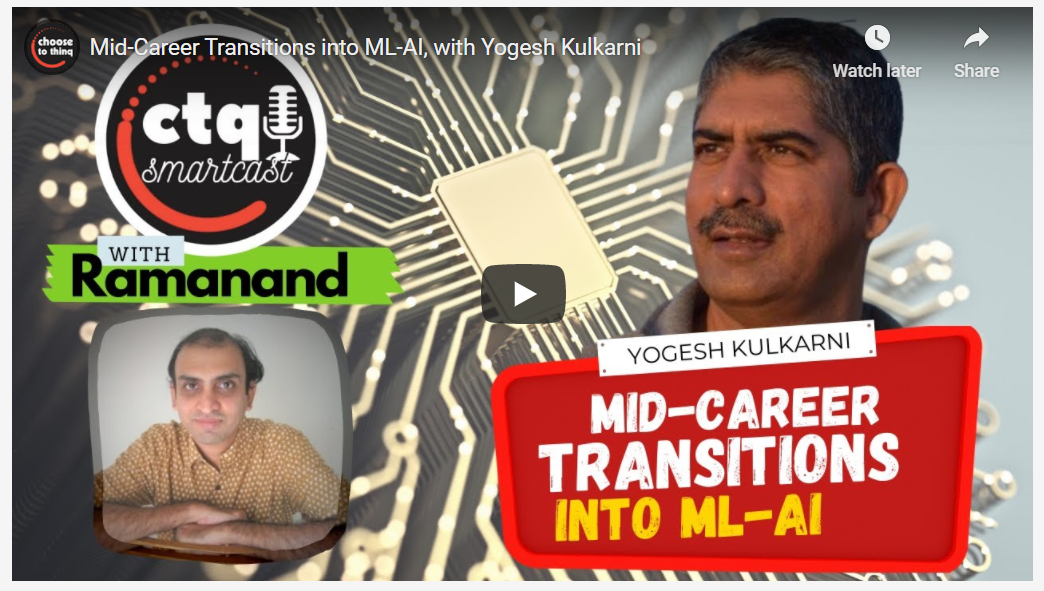 choose
to thinq
Mid-Career Transitions into ML-AI, with Yogesh Kulkarni
Watch later
Share
ctq
smartcast
WITH
Ramanand
YOGESH KULKARNI
MID-CAREER
TRANSITIONS
INTO ML-AI